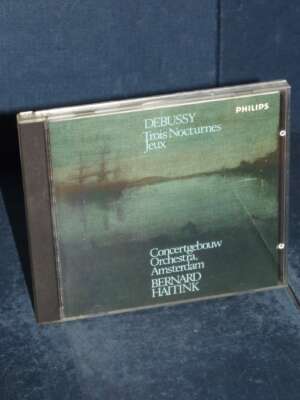 PHILIPS
DEBUSSY
Trois Nocturnes
Jeux
Concertgebouw
Orchestra,
Amsterdam
BERNARD
HAITINK